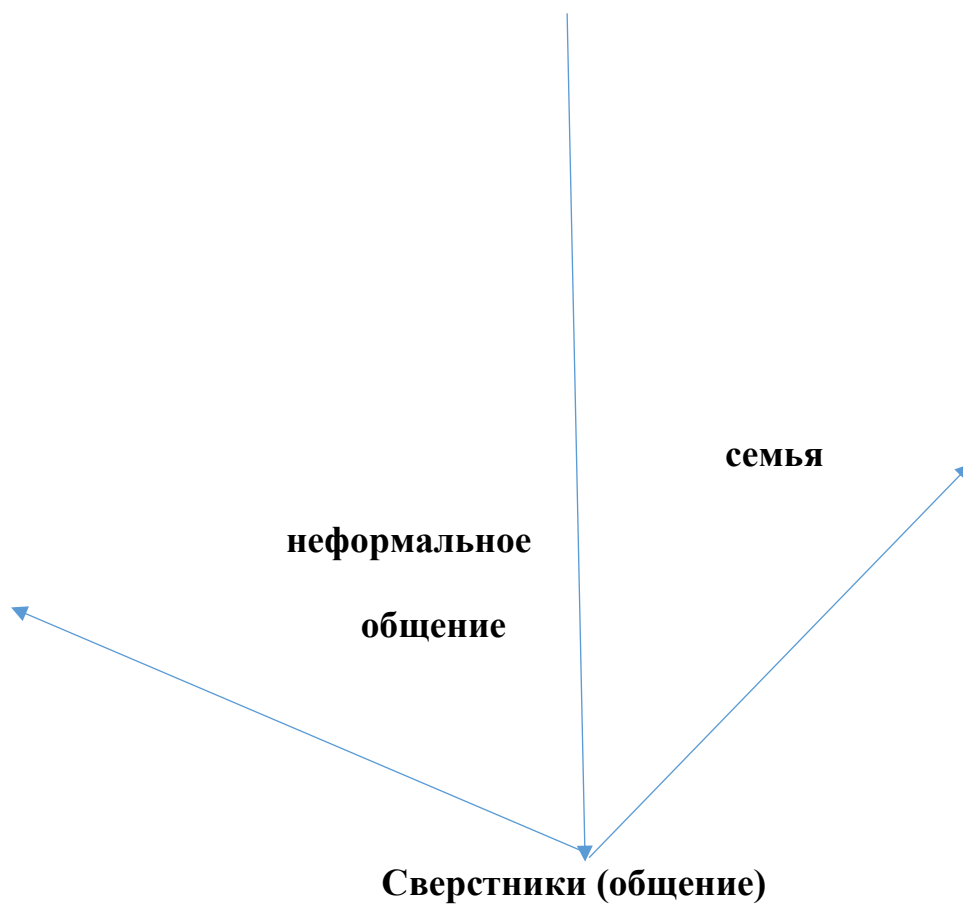 семья
неформальное
общение
Сверстники (общение)